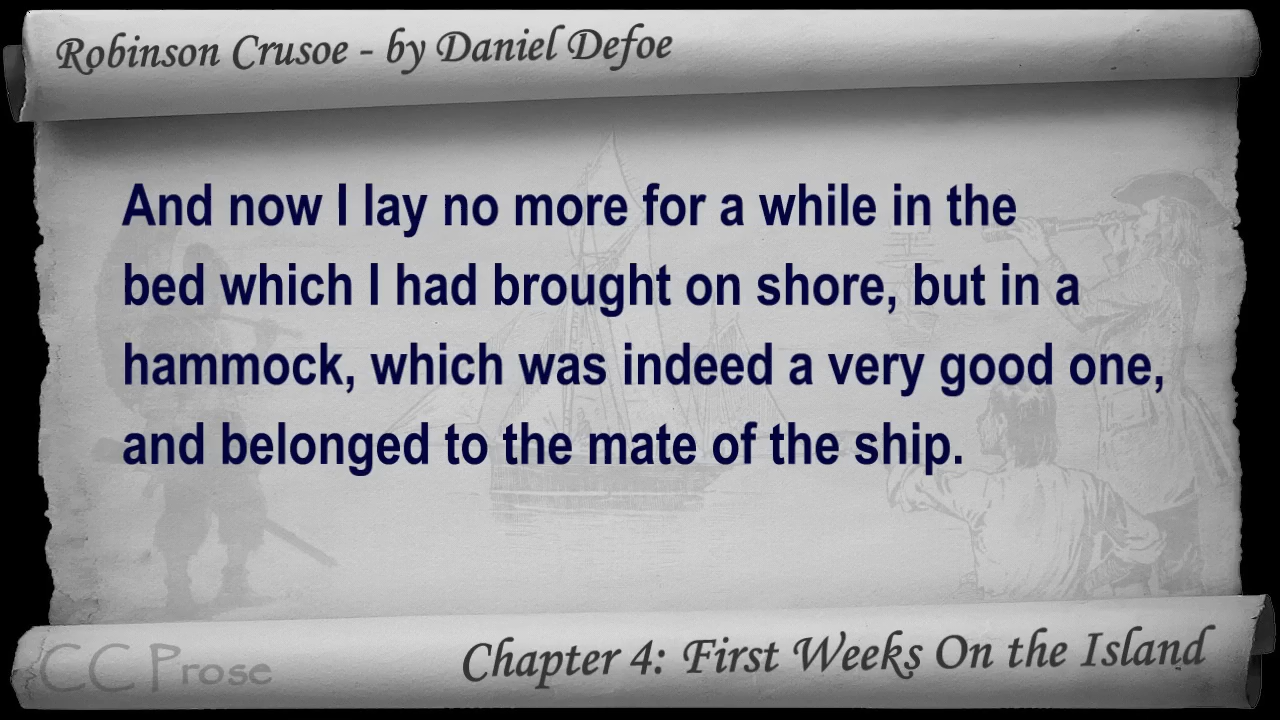 Robinson Crusoe - by Daniel Defoe
And now I lay no more for a while in the
bed which I had brought on shore, but in a
hammock, which was indeed a very good one,
and belonged to the mate of the ship.
CC Prose
Chapter 4: First Weeks On the Island